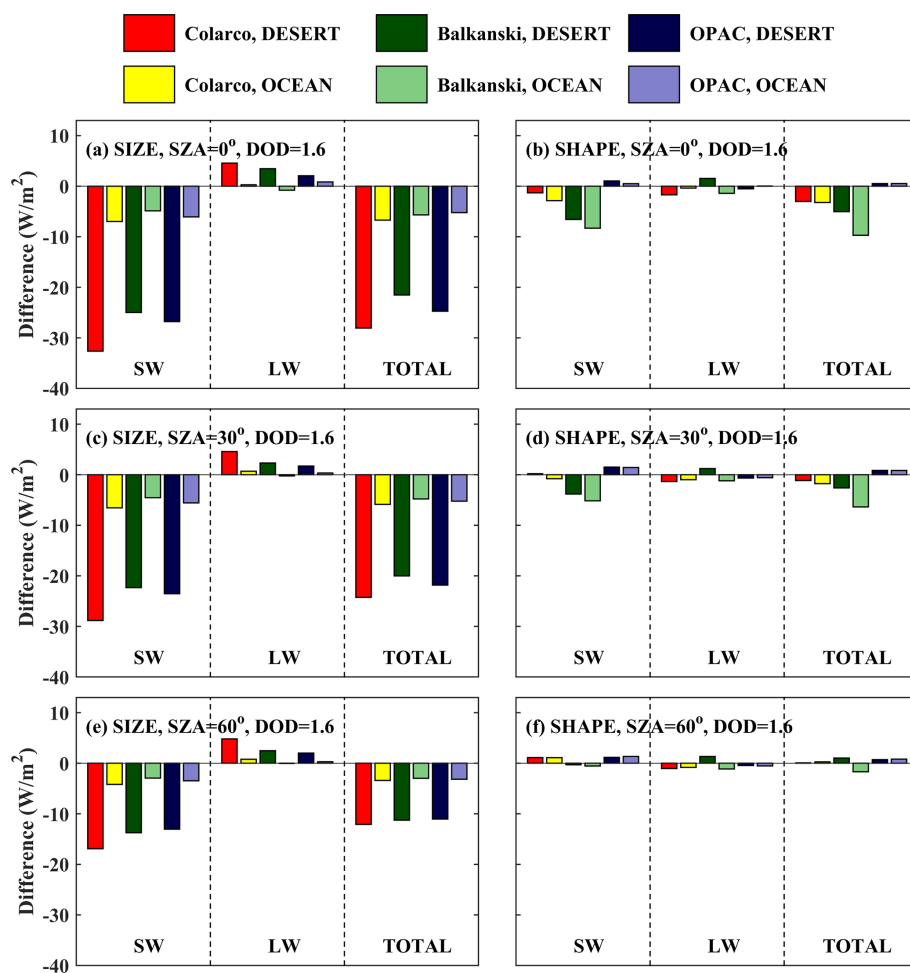 Colarco, DESERT
Balkanski, DESERT
OPAC, DESERT
Colarco, OCEAN
Balkanski, OCEAN
OPAC, OCEAN
(a) SIZE, SZA=0°, DOD=1.6
10
0
-10
-20
-30
-40
Difference (W/m²)
SW
LW
TOTAL
(b) SHAPE, SZA=0°, DOD=1.6
SW
LW
TOTAL
(c) SIZE, SZA=30°, DOD=1.6
10
0
-10
-20
-30
-40
Difference (W/m²)
SW
LW
TOTAL
(d) SHAPE, SZA=30°, DOD=1.6
SW
LW
TOTAL
(e) SIZE, SZA=60°, DOD=1.6
10
0
-10
-20
-30
-40
Difference (W/m²)
SW
LW
TOTAL
(f) SHAPE, SZA=60°, DOD=1.6
SW
LW
TOTAL